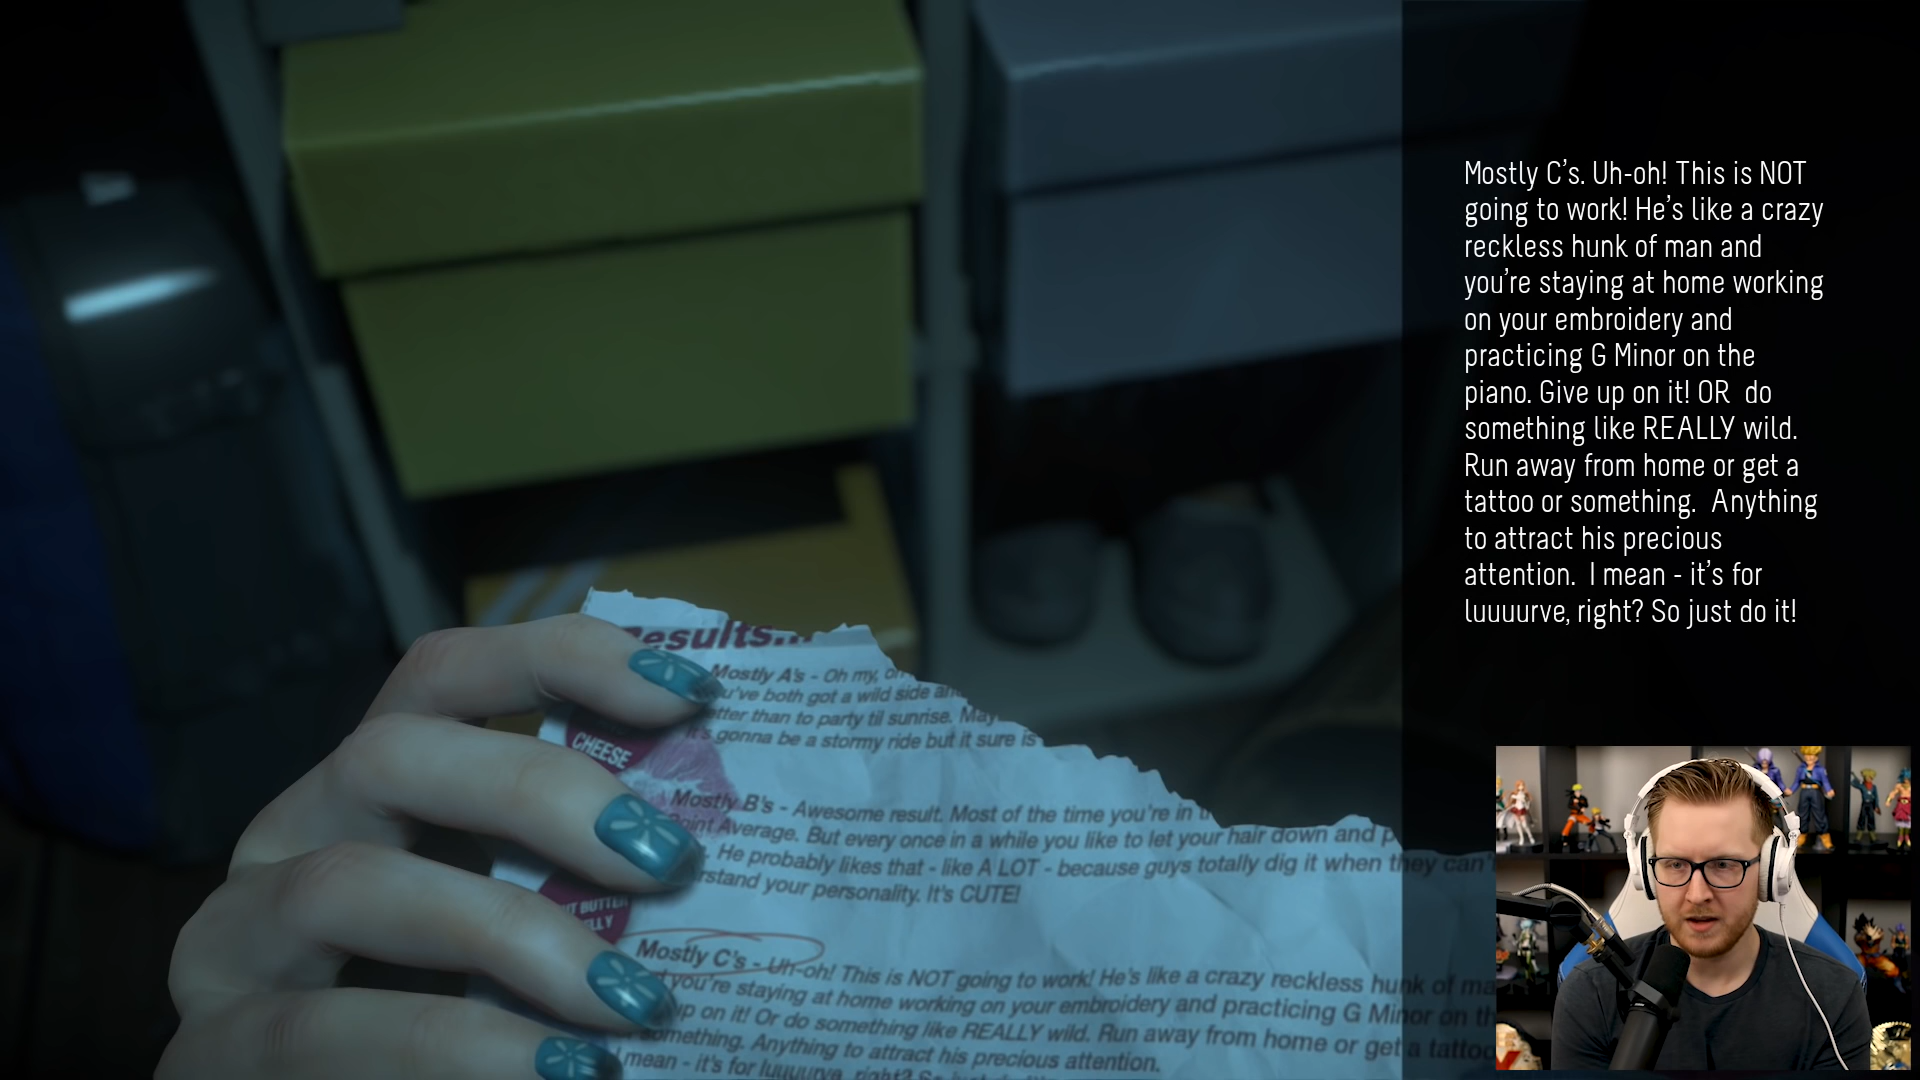 Mostly C's. Uh-oh! This is NOT
going to work! He's like a crazy
reckless hunk of man and
you're staying at home working
on your embroidery and
practicing G Minor on the
piano. Give up on it! OR  do
something like REALLY wild.
Run away from home or get a
tattoo or something.  Anything
to attract his precious
attention.  I mean - it's for
luuuurve, right? So just do it!
Results...
Mostly A's - Oh my,
both got a wild side
than to party til sunrise.
gonna be a stormy ride but it sure is
CHEESE
Mostly B's - Awesome result. Most of the time you're in
Point Average. But every once in a while you like to let your hair down and
He probably likes that - like A LOT - because guys totally dig it when they can'
your personality. It's CUTE!
BUTTER
Mostly C's - Uh-oh! This is NOT going to work! He's like a crazy reckless hunk of
you're staying at home working on your embroidery and practicing G Minor on
up on it! Or do something like REALLY wild. Run away from home or get a tattoo
something. Anything to attract his precious attention.
mean - it's for luuuurve, right? So just